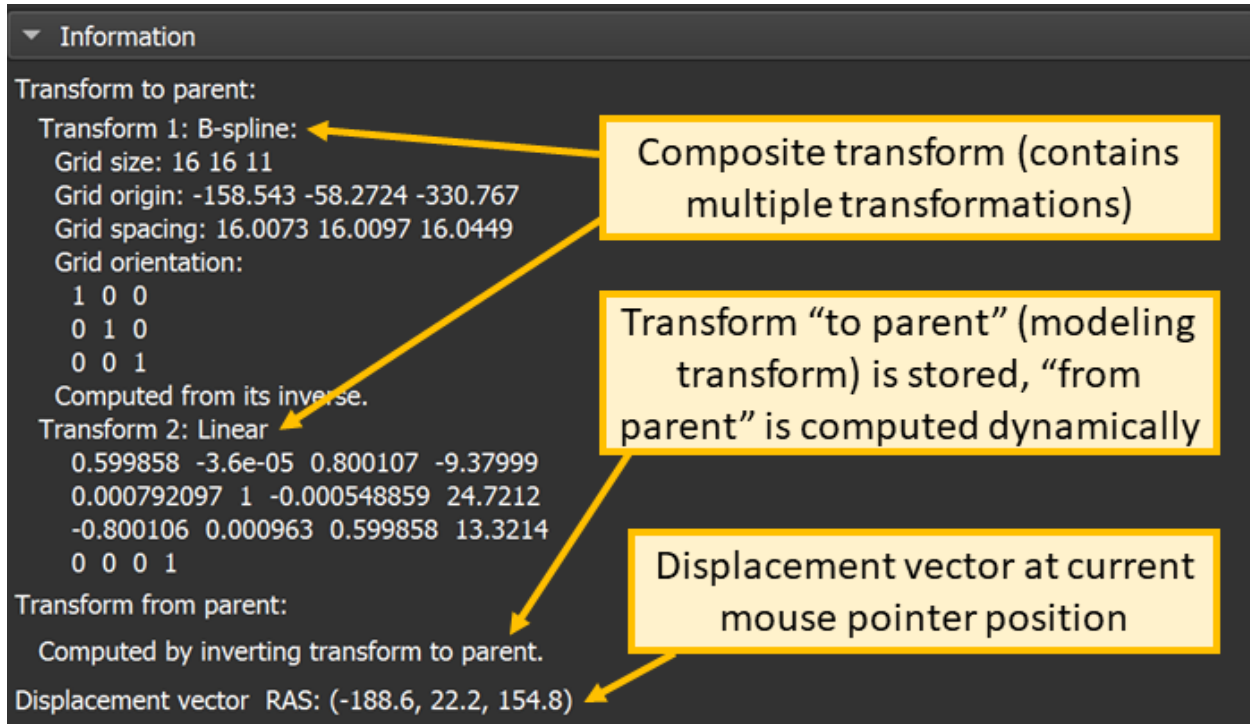 Information
Transform to parent:
Transform 1: B-spline:
Grid size: 16 16 11
Grid origin: -158.543 -58.2724 -330.767
Grid spacing: 16.0073 16.0097 16.0449
Grid orientation:
1 0 0
0 1 0
0 0 1
Computed from its inverse.
Transform 2: Linear
0.599858 -3.6e-05 0.800107 -9.37999
0.000792097 1 -0.000548859 24.7212
-0.800106 0.000963 0.599858 13.3214
0 0 0 1
Transform from parent:
Computed by inverting transform to parent.
Displacement vector RAS: (-188.6, 22.2, 154.8)
Composite transform (contains
multiple transformations)
Transform “to parent” (modeling
transform) is stored, “from
parent” is computed dynamically
Displacement vector at current
mouse pointer position